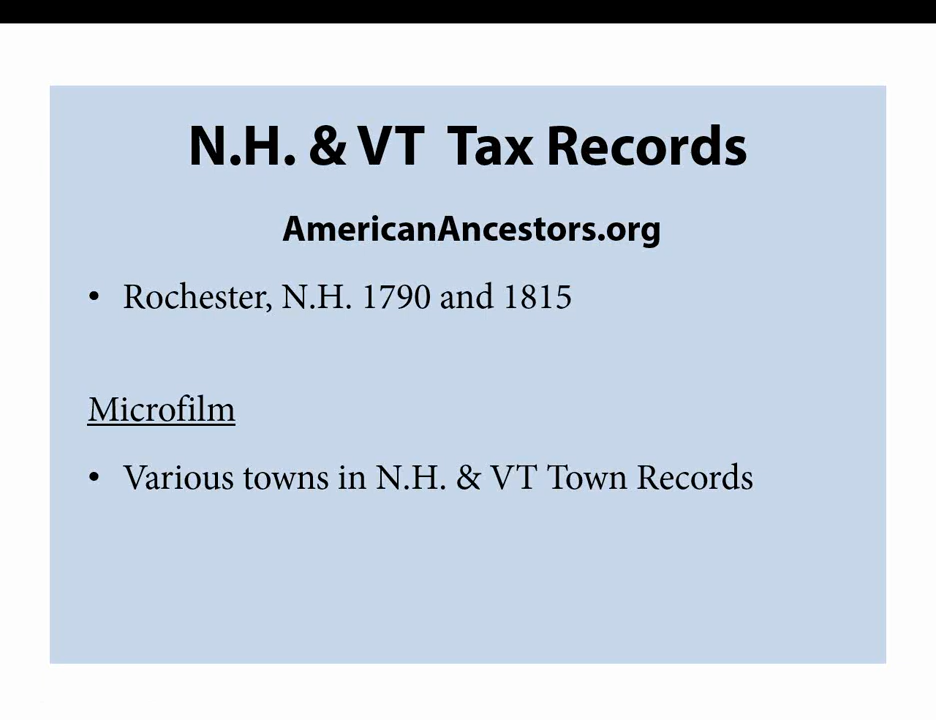 N.H. & VT Tax Records
AmericanAncestors.org
• Rochester, N.H. 1790 and 1815
Microfilm
• Various towns in N.H. & VT Town Records